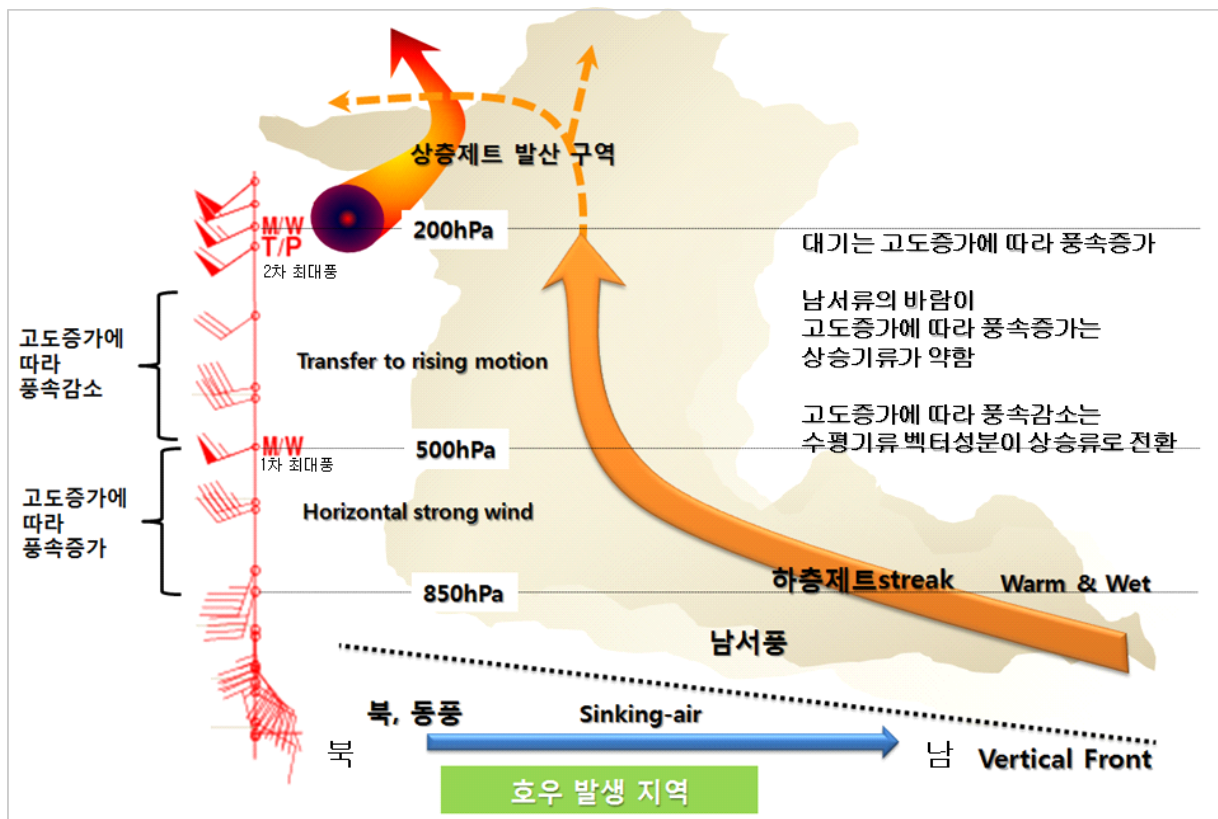 상층제트 발산 구역
M/W
T/P
2차 최대풍
200hPa
대기는 고도증가에 따라 풍속증가
남서류의 바람이
고도증가에 따라 풍속증가는
상승기류가 약함
고도증가에 따라 풍속감소는
수평기류 벡터성분이 상승류로 전환
고도증가에
따라
풍속감소
Transfer to rising motion
M/W
1차 최대풍
500hPa
고도증가에
따라
풍속증가
Horizontal strong wind
850hPa
하층제트streak
Warm & Wet
남서풍
북, 동풍
Sinking-air
북
남
Vertical Front
호우 발생 지역